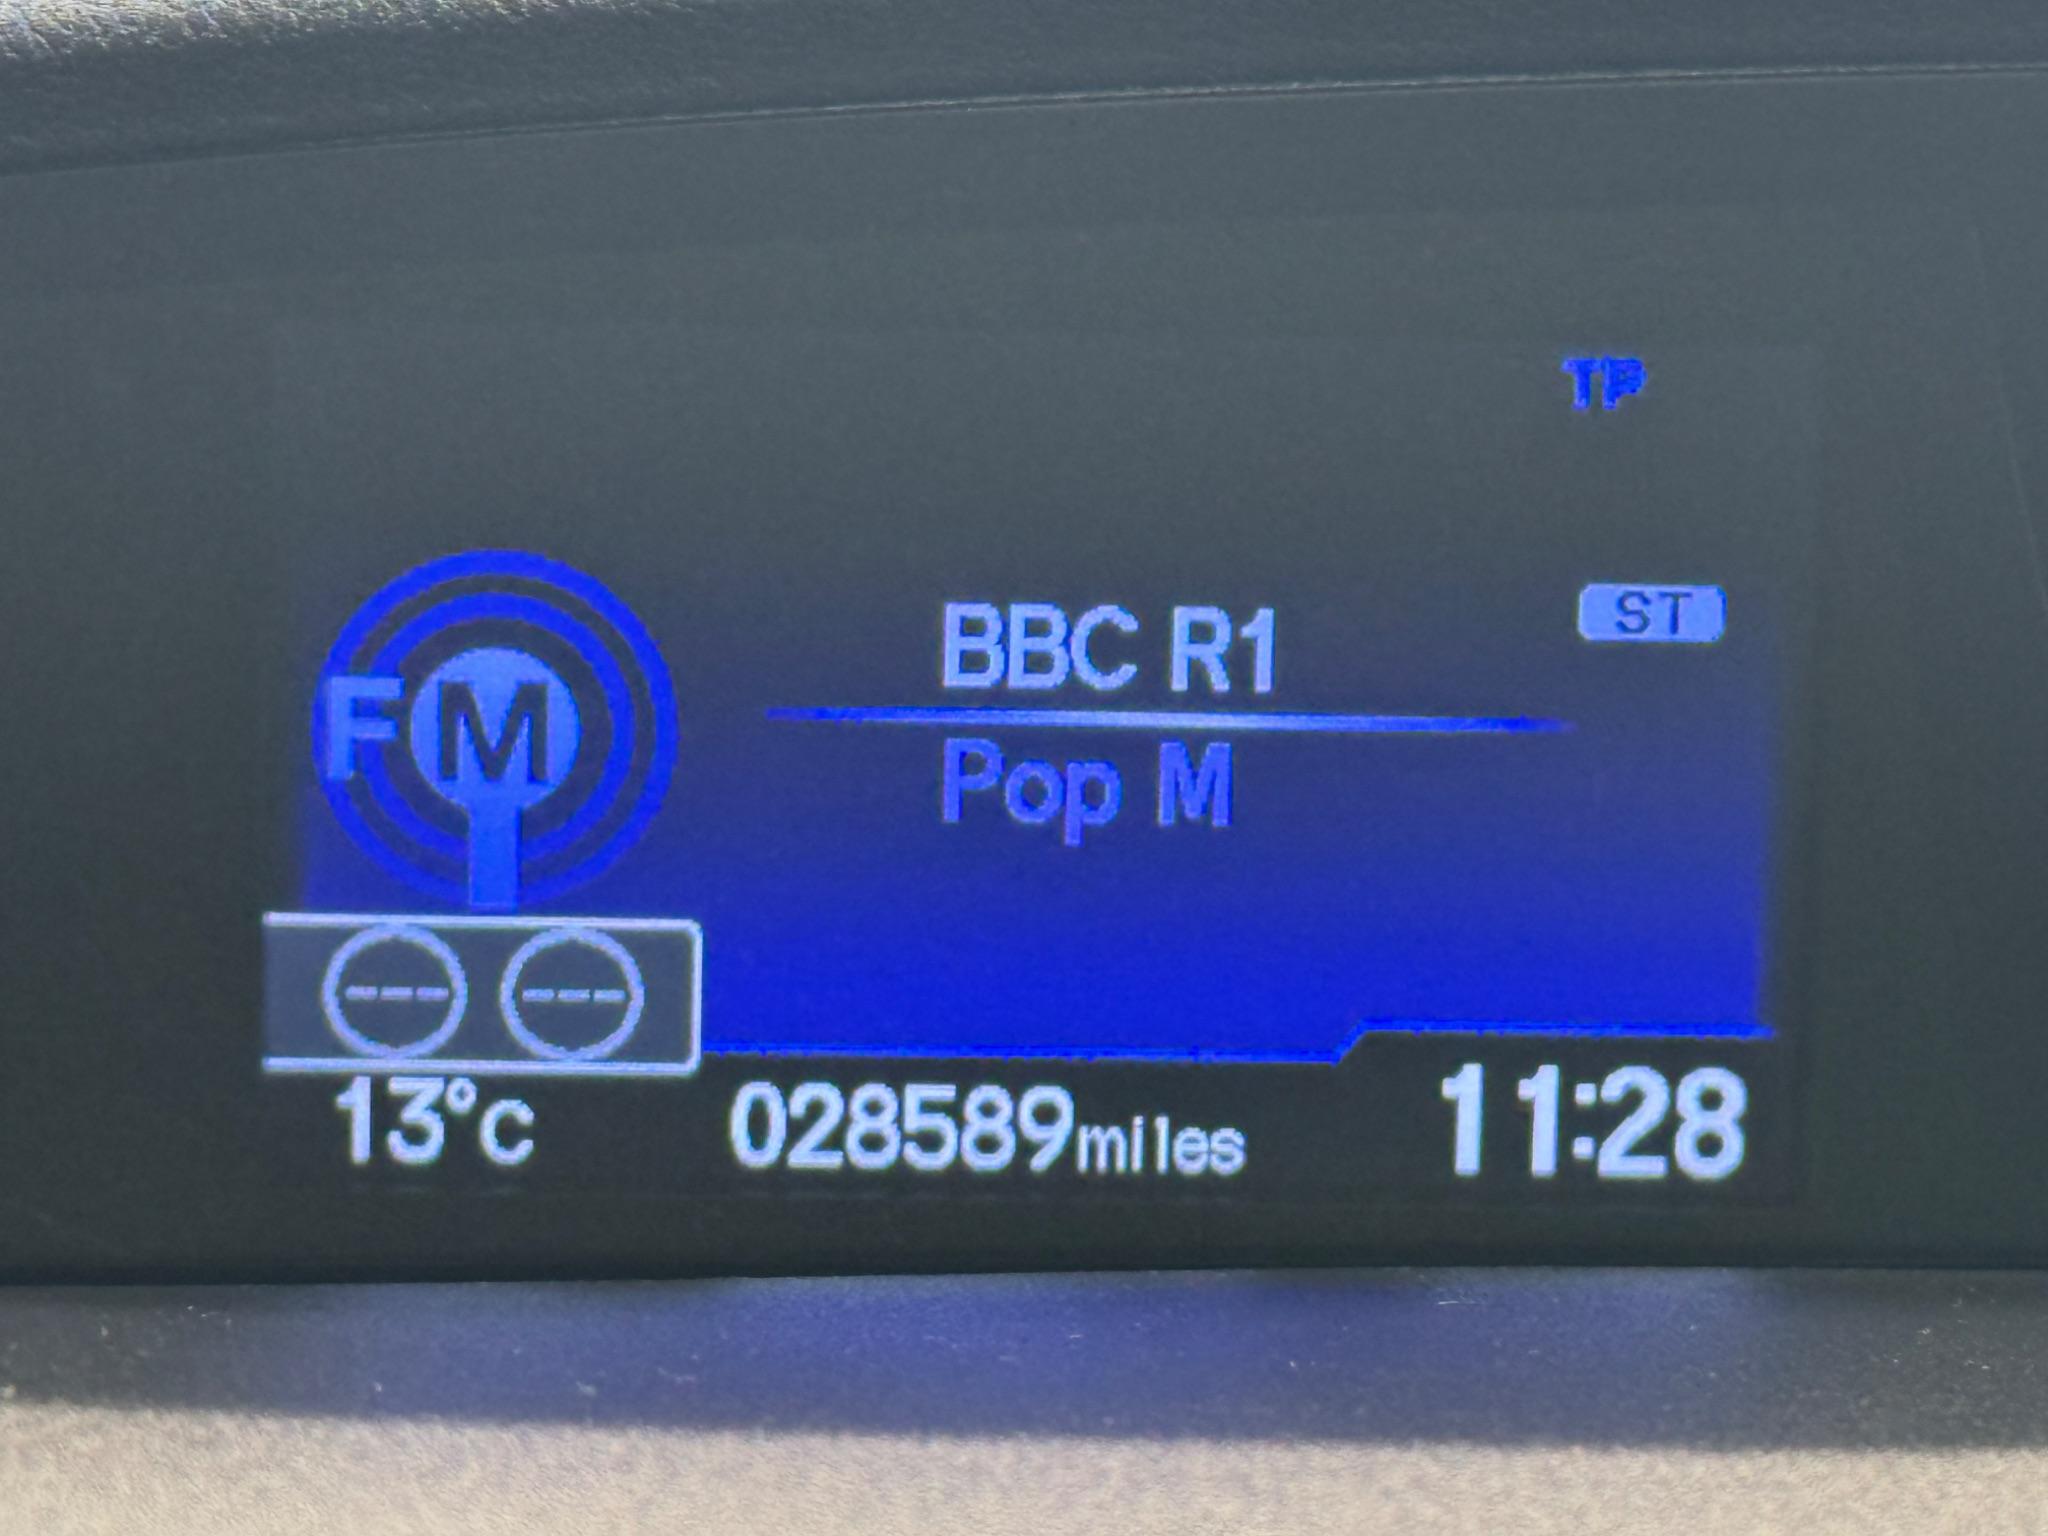 TP
ST
BBC R1
FM
Pop M
--- ---
13°C 028589miles 11:28